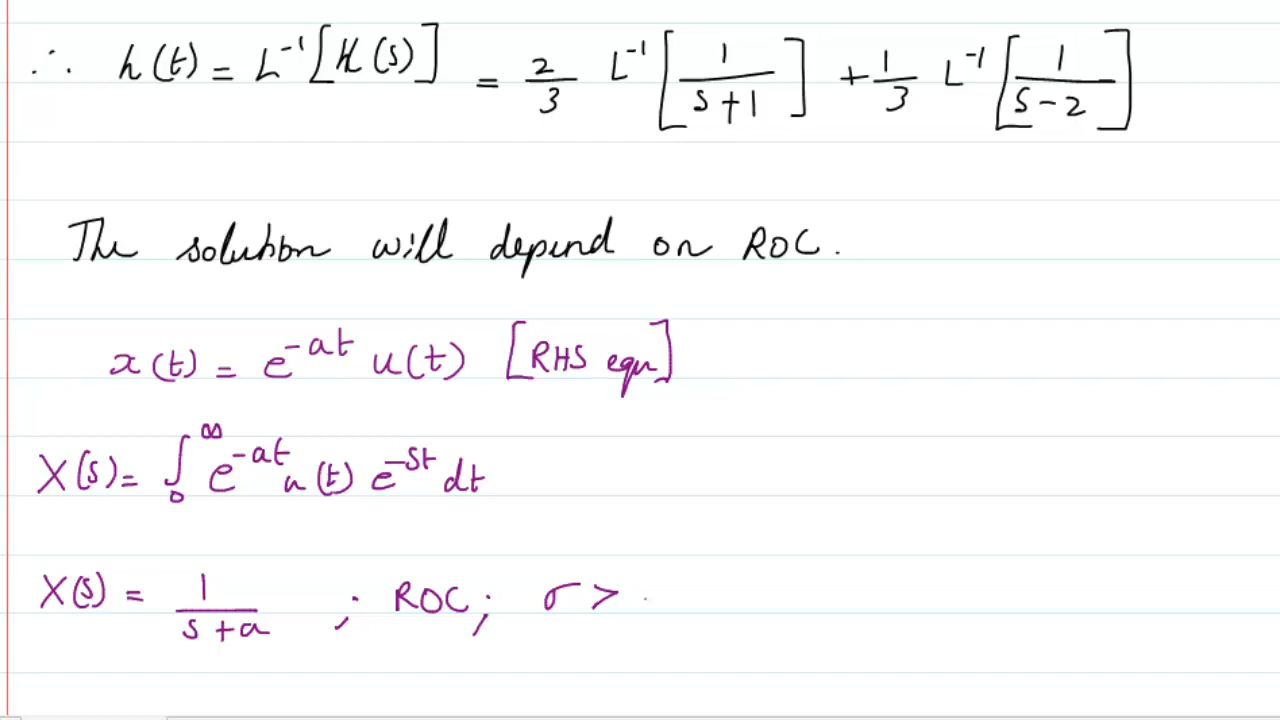 ∴ h(t) = L⁻¹[H(s)] = 2/3 L⁻¹[1/(s+1)] + 1/3 L⁻¹[1/(s-2)]
The solution will depend on ROC.
x(t) = e^{-at} u(t) [RHS equ]
X(s) = ∫₀^∞ e^{-at} u(t) e^{-st} dt
X(s) = 1/(s+a) ; ROC ; σ >